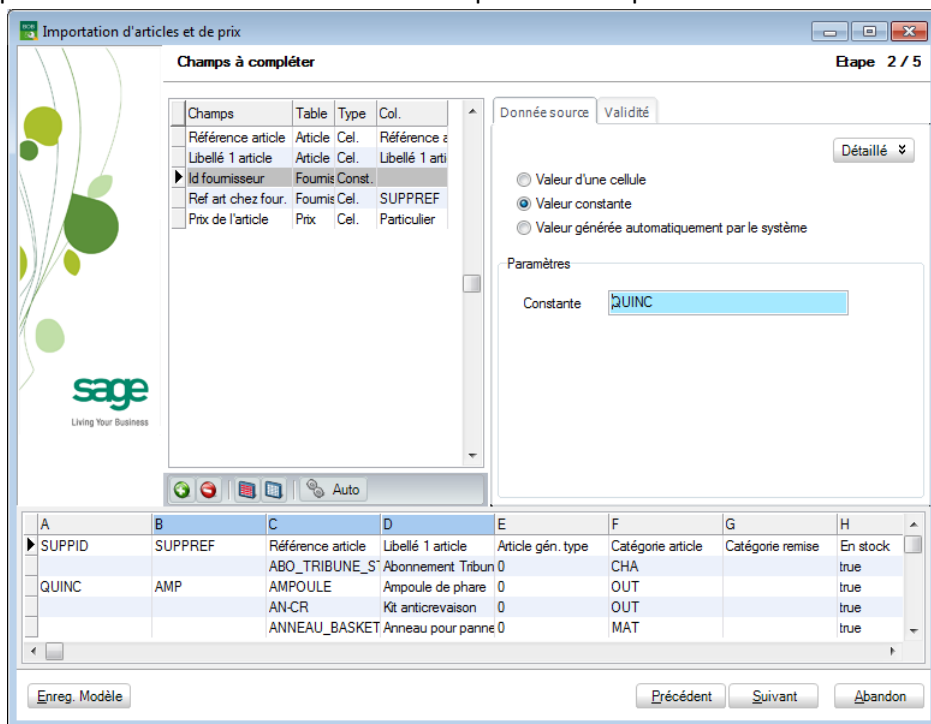 Importation d'articles et de prix
Champs à compléter
Etape 2 / 5
Champs Table Type Col.
Référence article Article Cel. Référence a
Libellé 1 article Article Cel. Libellé 1 arti
Id fournisseur Fournis Const.
Ref art chez four. Fournis Cel. SUPPREF
Prix de l'article Prix Cel. Particulier
Auto
Donnée source Validité
Détaillé
Valeur d'une cellule
Valeur constante
Valeur générée automatiquement par le système
Paramètres
Constante QUINC
sage
Living Your Business
A B C D E F G H
SUPPID SUPPREF Référence article Libellé 1 article Article gén. type Catégorie article Catégorie remise En stock
ABO_TRIBUNE_ST Abonnement Tribun 0 CHA true
QUINC AMP AMPOULE Ampoule de phare 0 OUT true
AN-CR Kit anticrevaison 0 OUT true
ANNEAU_BASKET Anneau pour panne 0 MAT true
Enreg. Modèle Précédent Suivant Abandon